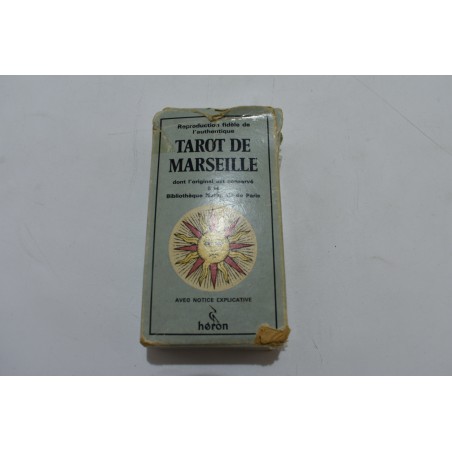 Reproduction fidèle de
l'authentique
TAROT DE
MARSEILLE
dont l'original est conservé
à la
Bibliothèque Paris
AVEC NOTICE EXPLICATIVE
héron